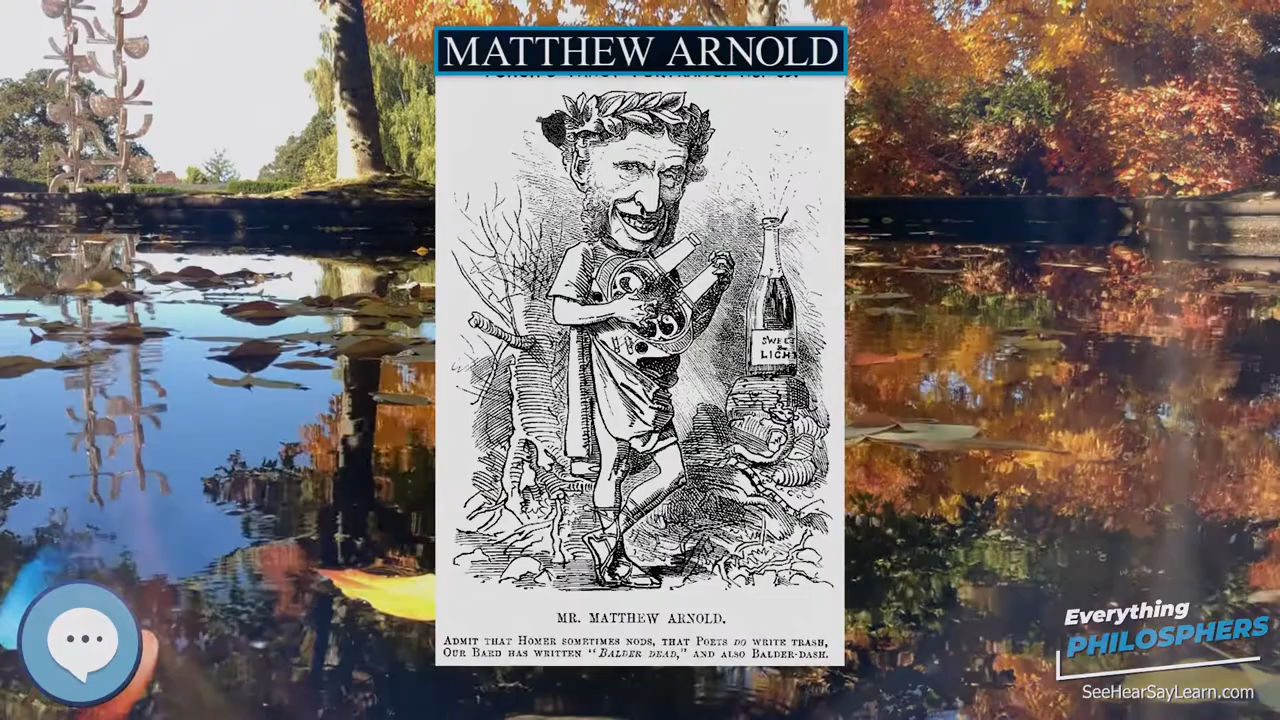 MATTHEW ARNOLD
SWEET
LIGHT
MR. MATTHEW ARNOLD.
ADMIT THAT HOMER SOMETIMES NODS, THAT POETS DO WRITE TRASH,
OUR BARD HAS WRITTEN "BALDER DEAD," AND ALSO BALDER-DASH.
Everything
PHILOSPHERS
SeeHearSayLearn.com